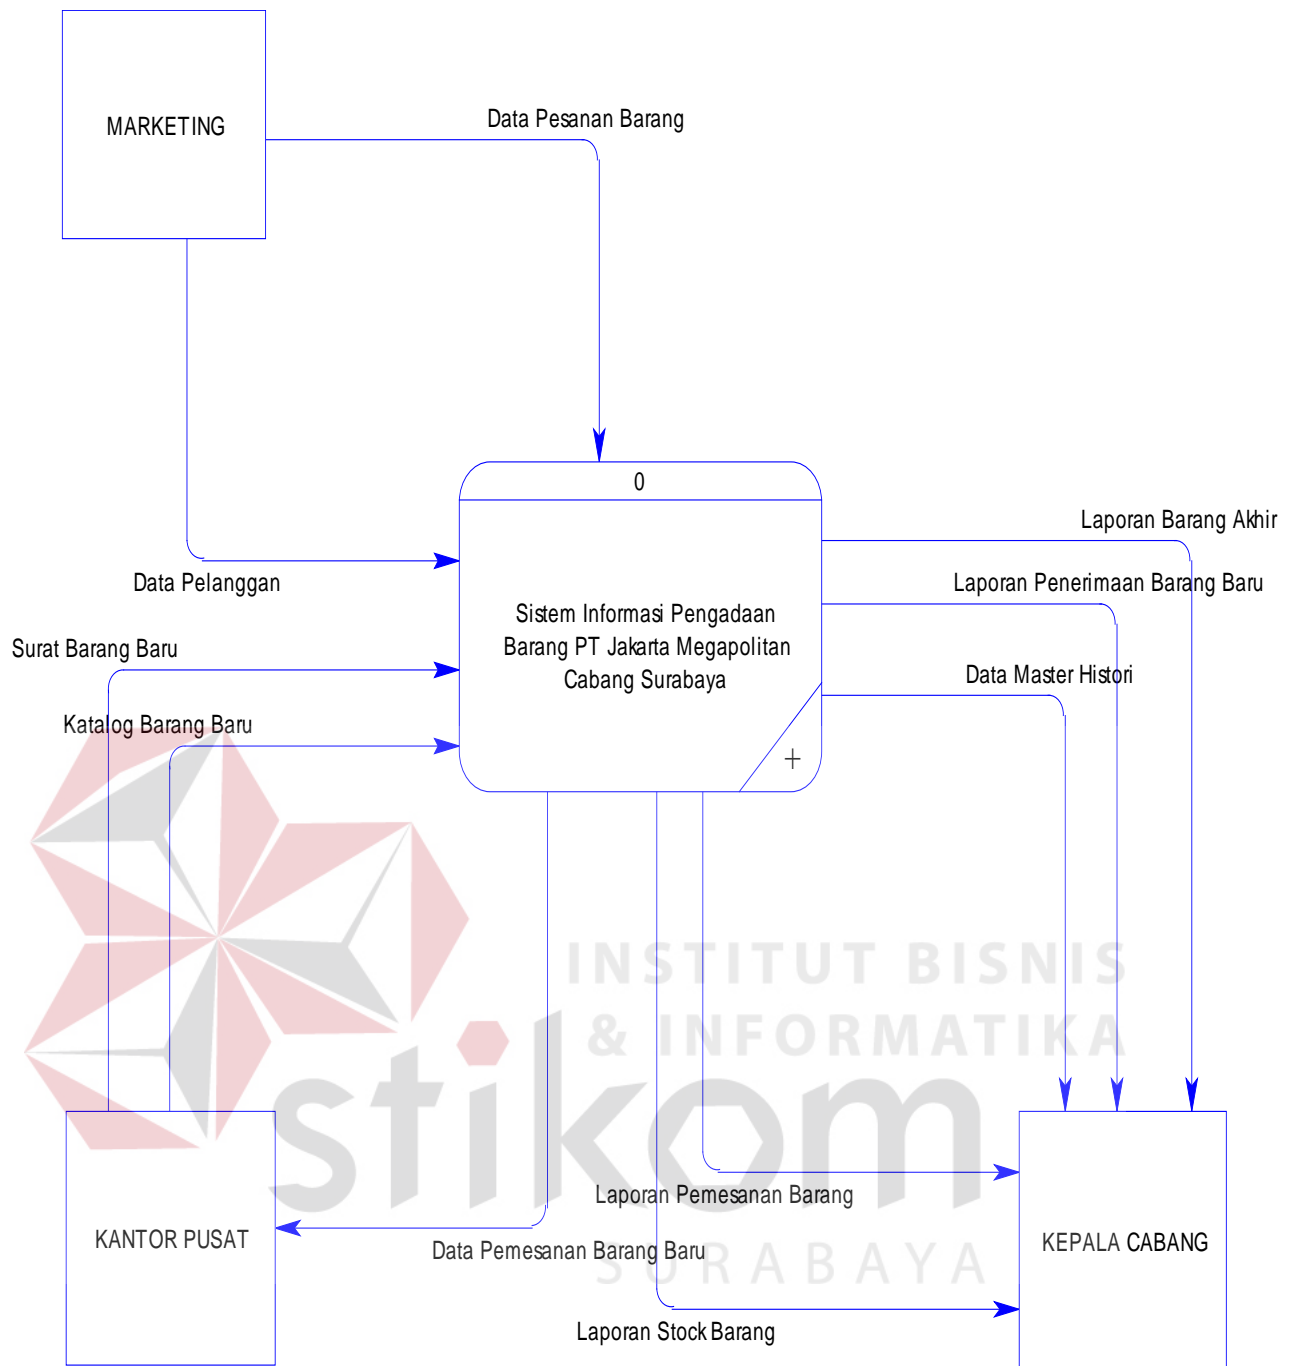 MARKETING
Data Pesanan Barang
0
Laporan Barang Akhir
Data Pelanggan
Laporan Penerimaan Barang Baru
Sistem Informasi Pengadaan
Barang PT Jakarta Megapolitan
Cabang Surabaya
Surat Barang Baru
Data Master Histori
Katalog Barang Baru
+
INSTITUT BISNIS
& INFORMATIKA
stikom
SURABAYA
Laporan Pemesanan Barang
KANTOR PUSAT
Data Pemesanan Barang Baru
KEPALA CABANG
Laporan Stock Barang